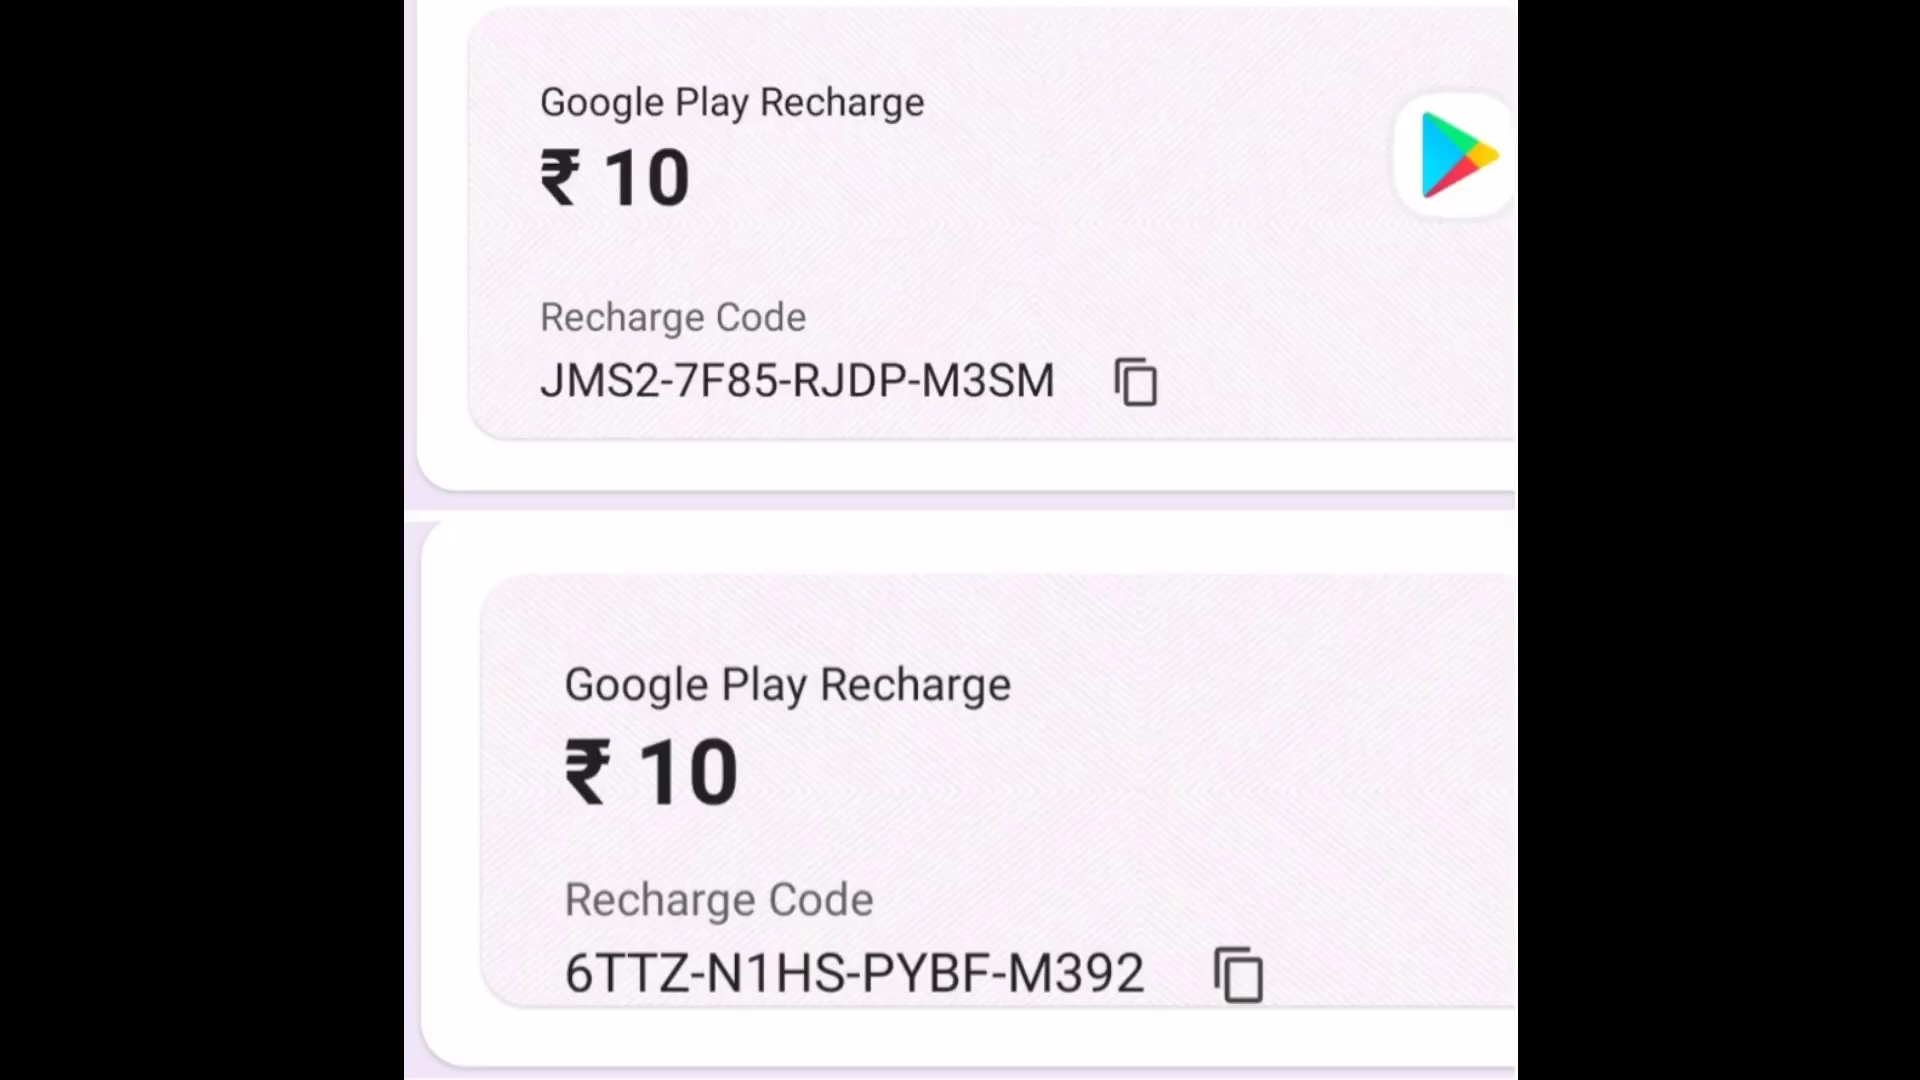 Google Play Recharge
₹ 10
Recharge Code
JMS2-7F85-RJDP-M3SM
Google Play Recharge
₹ 10
Recharge Code
6TTZ-N1HS-PYBF-M392